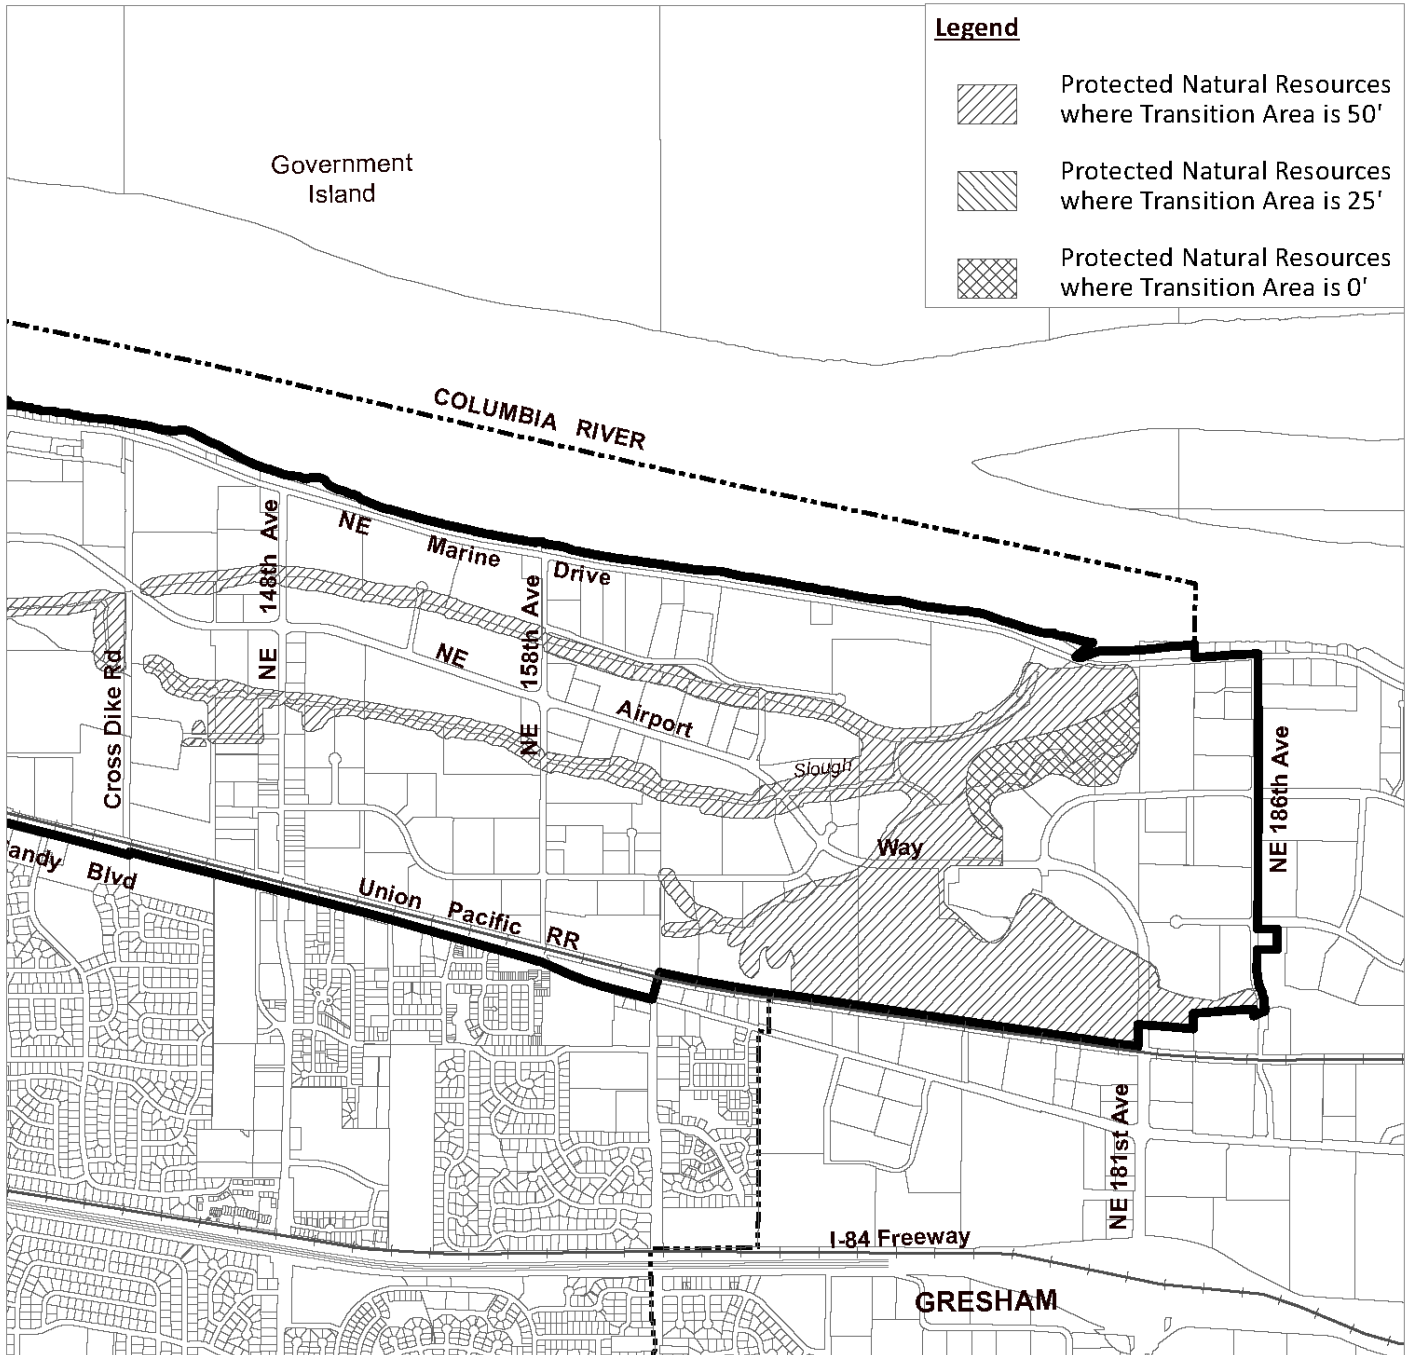 Legend
Protected Natural Resources
where Transition Area is 50'
Protected Natural Resources
where Transition Area is 25'
Protected Natural Resources
where Transition Area is 0'
Government
Island
COLUMBIA RIVER
NE Marine Drive
NE 148th Ave
NE 158th Ave
NE Airport Way
Cross Dike Rd
Slough
NE 186th Ave
andy Blvd
Union Pacific RR
NE 181st Ave
I-84 Freeway
GRESHAM